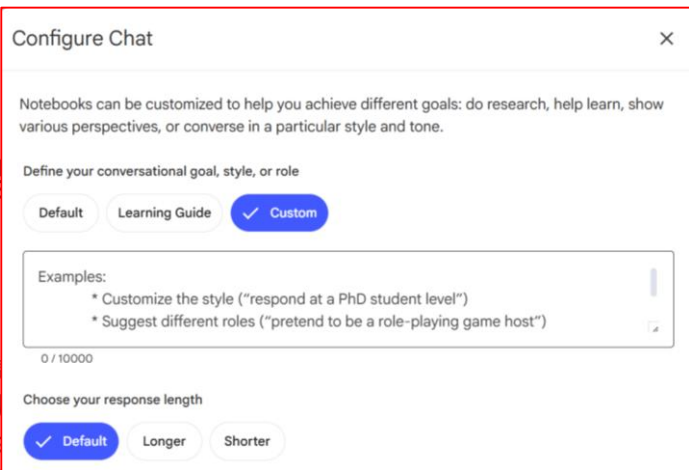 Configure Chat
Notebooks can be customized to help you achieve different goals: do research, help learn, show
various perspectives, or converse in a particular style and tone.
Define your conversational goal, style, or role
Default Learning Guide Custom
Examples:
* Customize the style (“respond at a PhD student level”)
* Suggest different roles (“pretend to be a role-playing game host”)
0 / 10000
Choose your response length
Default Longer Shorter